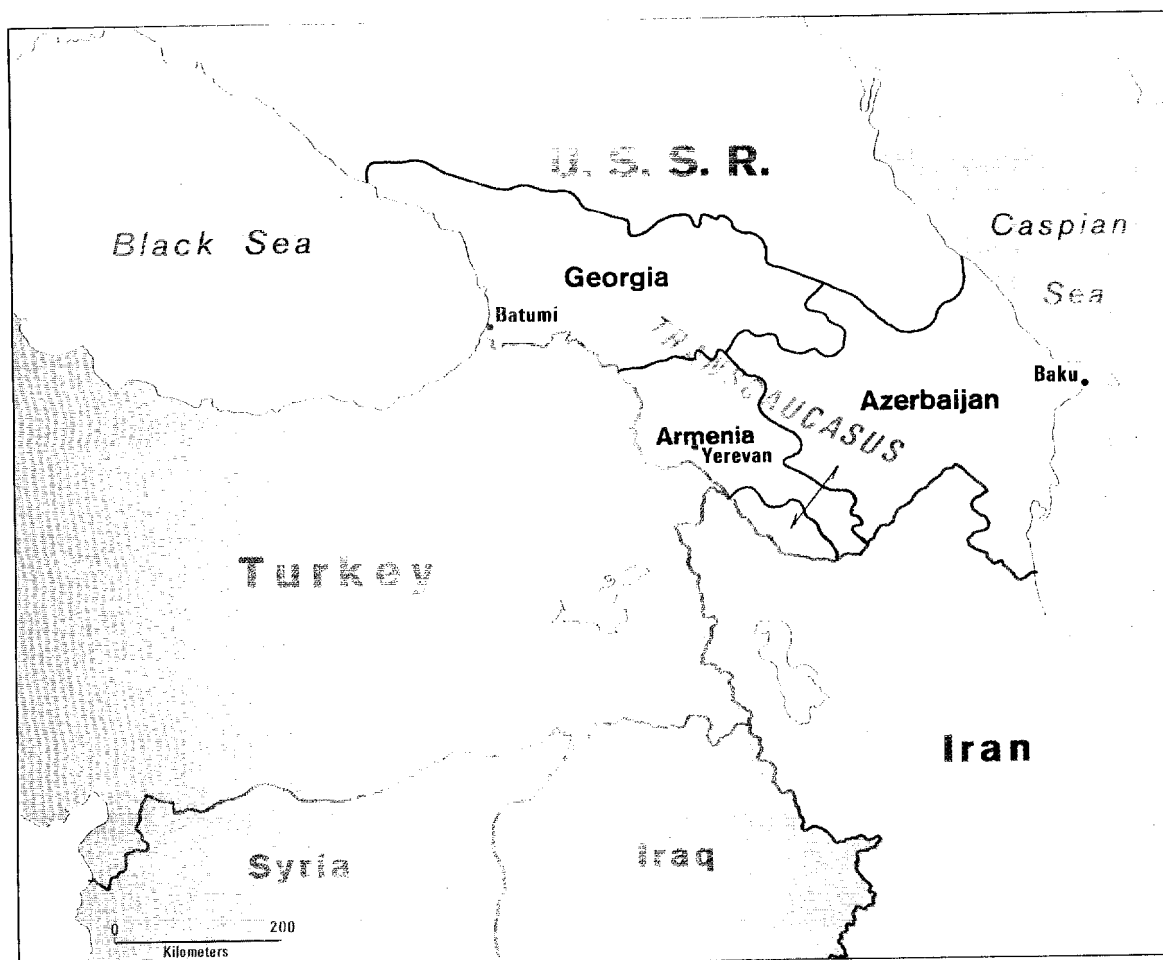 U. S. S. R.
Black Sea
Caspian
Sea
Georgia
Batumi
TRANSCAUCASUS
Baku
Azerbaijan
Armenia
Yerevan
Turkey
Iran
Syria
Iraq
0 200
Kilometers